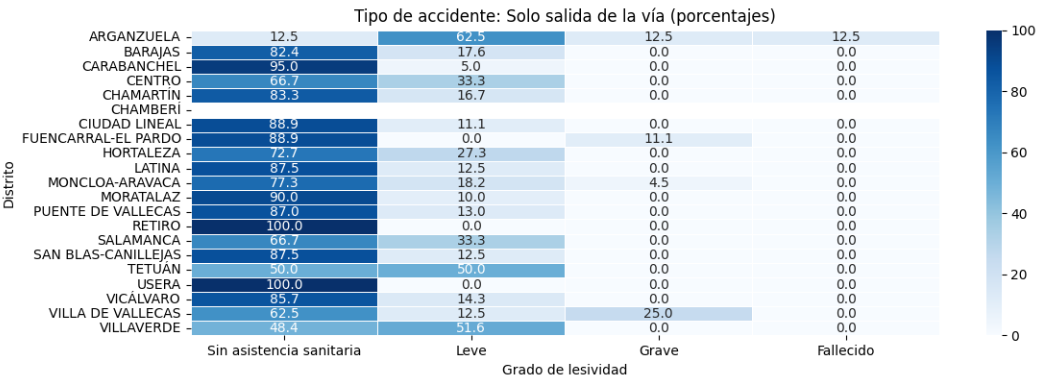 Tipo de accidente: Solo salida de la vía (porcentajes)
ARGANZUELA 12.5 62.5 12.5 12.5
BARAJAS 82.4 17.6 0.0 0.0
CARABANCHEL 95.0 5.0 0.0 0.0
CENTRO 66.7 33.3 0.0 0.0
CHAMARTÍN 83.3 16.7 0.0 0.0
CHAMBERÍ
CIUDAD LINEAL 88.9 11.1 0.0 0.0
FUENCARRAL-EL PARDO 88.9 0.0 11.1 0.0
HORTALEZA 72.7 27.3 0.0 0.0
LATINA 87.5 12.5 0.0 0.0
MONCLOA-ARAVACA 77.3 18.2 4.5 0.0
MORATALAZ 90.0 10.0 0.0 0.0
PUENTE DE VALLECAS 87.0 13.0 0.0 0.0
RETIRO 100.0 0.0 0.0 0.0
SALAMANCA 66.7 33.3 0.0 0.0
SAN BLAS-CANILLEJAS 87.5 12.5 0.0 0.0
TETUÁN 50.0 50.0 0.0 0.0
USERA 100.0 0.0 0.0 0.0
VICÁLVARO 85.7 14.3 0.0 0.0
VILLA DE VALLECAS 62.5 12.5 25.0 0.0
VILLAVERDE 48.4 51.6 0.0 0.0
Sin asistencia sanitaria Leve Grave Fallecido
Grado de lesividad
Distrito
100
80
60
40
20
0